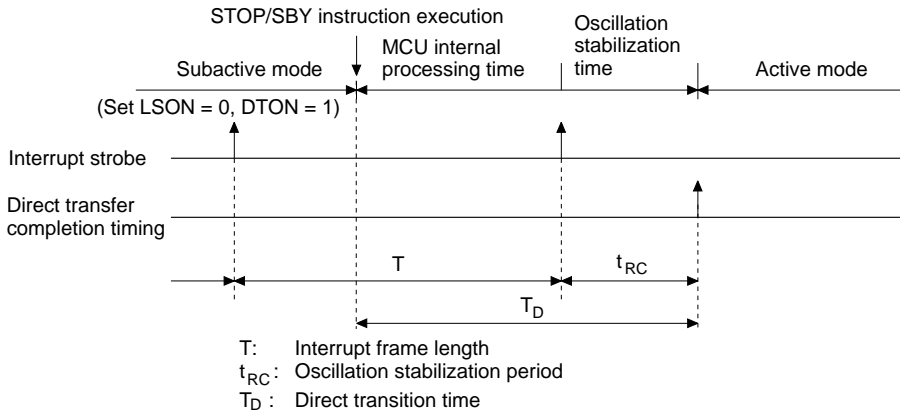 STOP/SBY instruction execution
Subactive mode
MCU internal
processing time
Oscillation
stabilization
time
Active mode
(Set LSON = 0, DTON = 1)
Interrupt strobe
Direct transfer
completion timing
T
tRC
TD
T: Interrupt frame length
tRC: Oscillation stabilization period
TD : Direct transition time